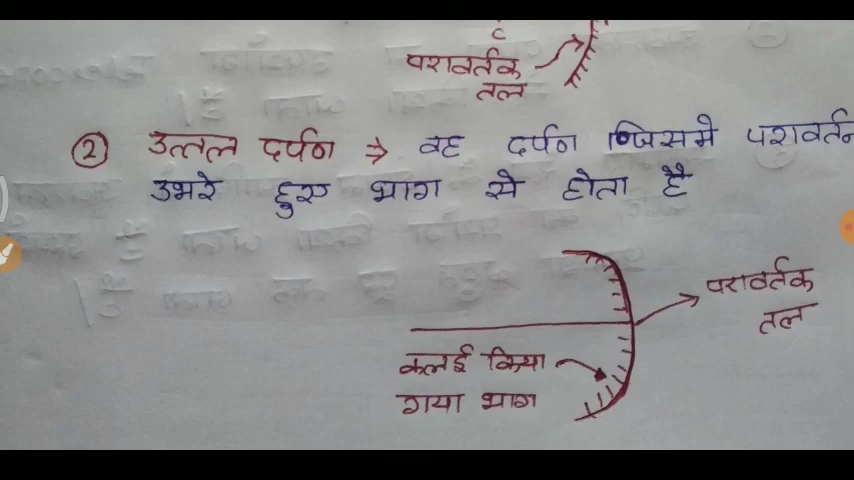 C
परावर्तक
तल
② उत्तल दर्पण ⇒ वह दर्पण जिसमे परावर्तन
उभरे हुए भाग से होता है
परावर्तक
तल
कलई किया
गया भाग